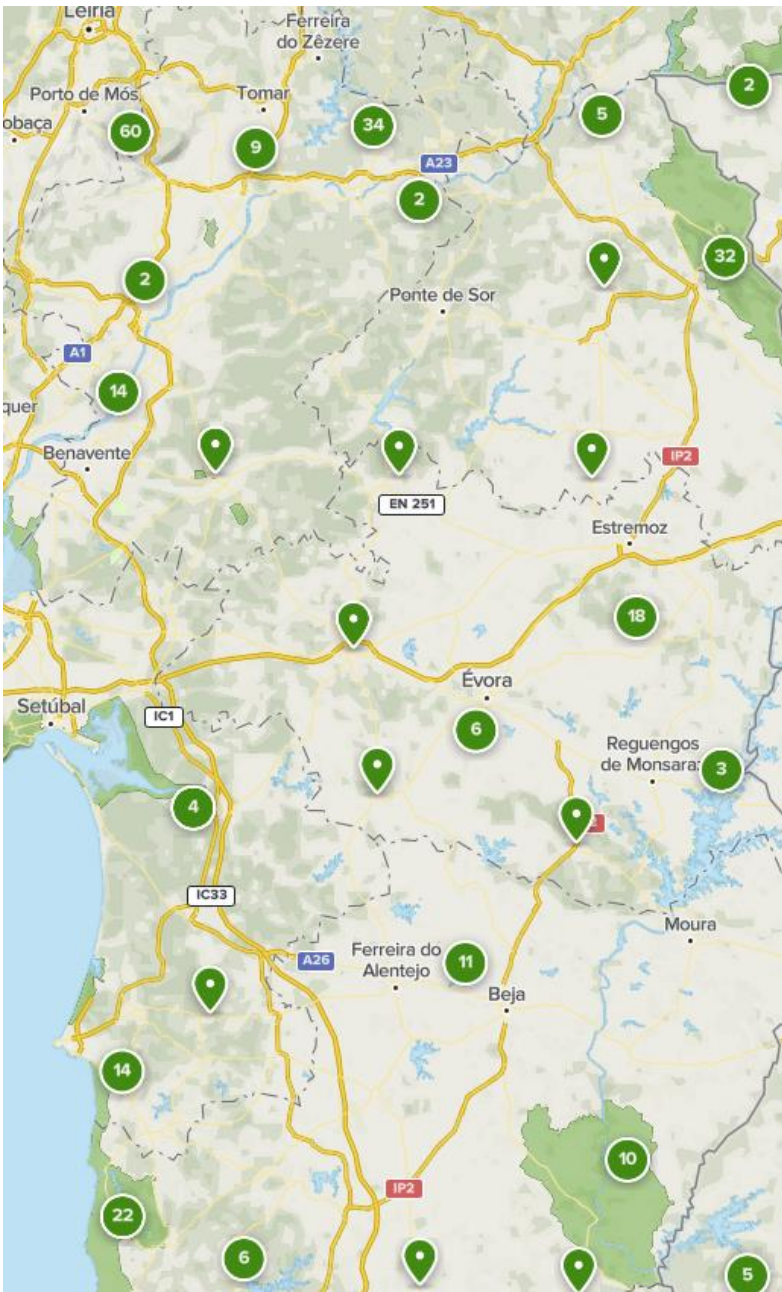 Leiria
Ferreira
do Zêzere
2
Porto de Mós
Tomar
5
obaça
60
34
9
A23
2
32
2
Ponte de Sor
A1
14
quer
Benavente
IP2
EN 251
Estremoz
18
Évora
Setúbal
IC1
6
Reguengos
de Monsara
3
4
2
IC33
Moura
Ferreira do
Alentejo
A26
11
Beja
14
10
IP2
22
6
5